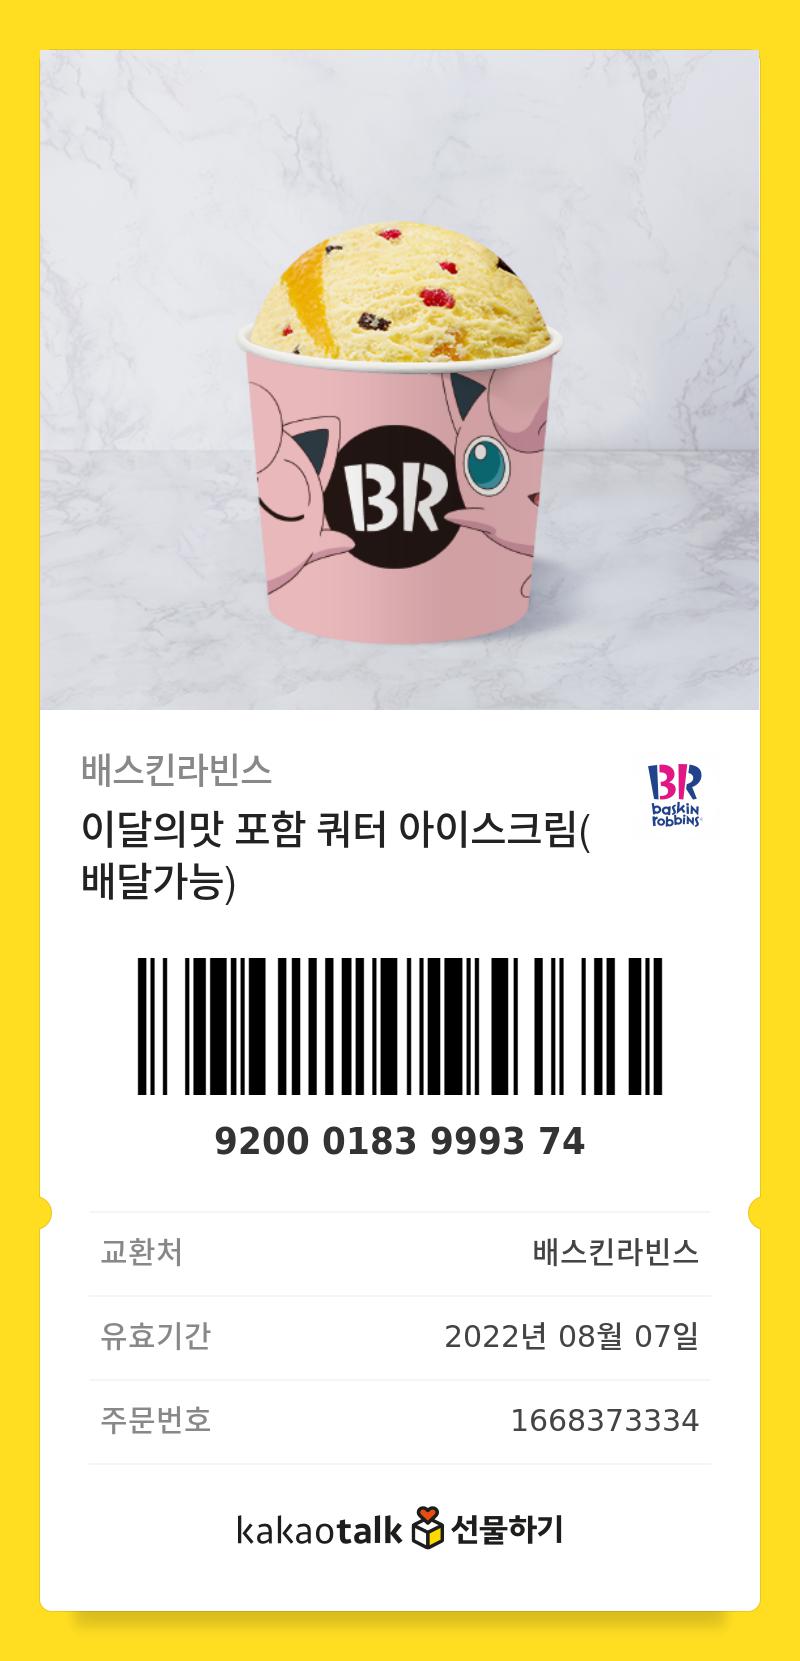 BR
배스킨라빈스
BR
baskin
robbins
이달의맛 포함 쿼터 아이스크림(
배달가능)
9200 0183 9993 74
교환처 배스킨라빈스
유효기간 2022년 08월 07일
주문번호 1668373334
kakaotalk 선물하기